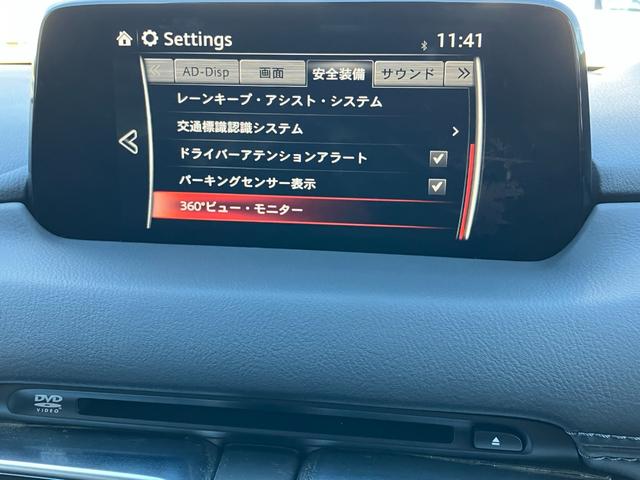 Settings 11:41
AD-Disp 画面 安全装備 サウンド
レーンキープ・アシスト・システム
交通標識認識システム
ドライバーアテンションアラート
パーキングセンサー表示
360°ビュー・モニター
DVD
VIDEO